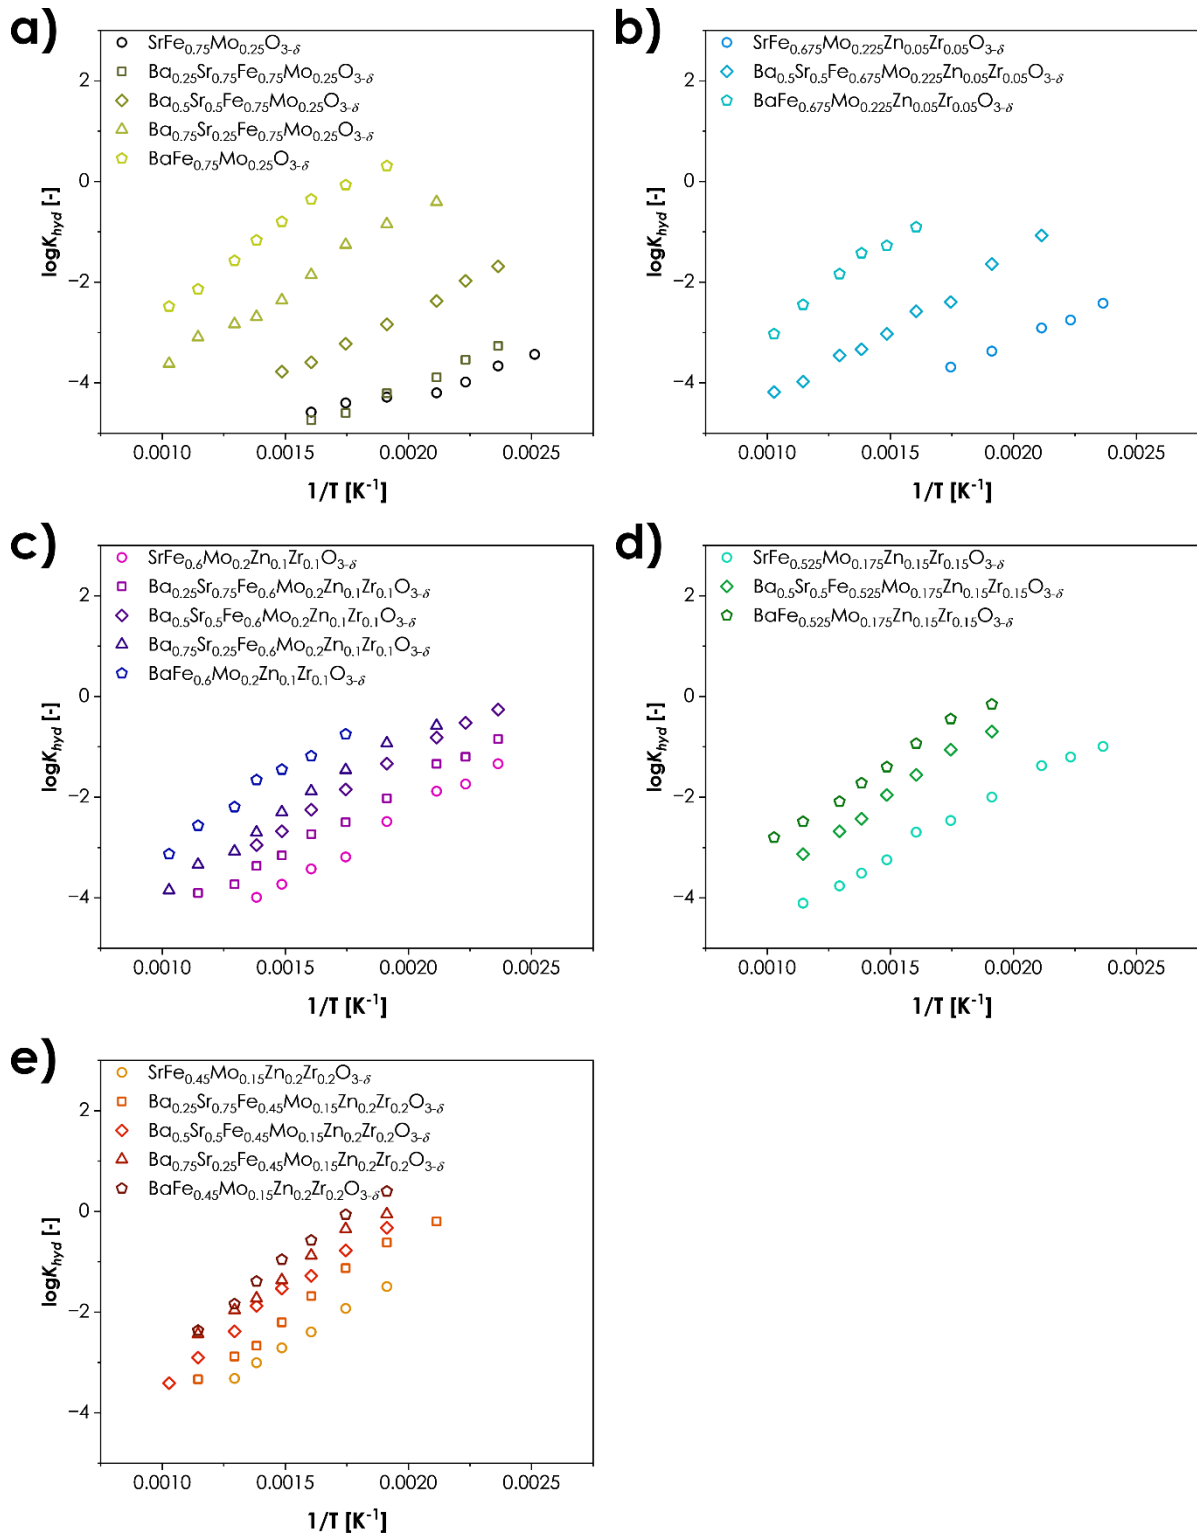 a)
SrFe0.75Mo0.25O3-δ
Ba0.25Sr0.75Fe0.75Mo0.25O3-δ
Ba0.5Sr0.5Fe0.75Mo0.25O3-δ
Ba0.75Sr0.25Fe0.75Mo0.25O3-δ
BaFe0.75Mo0.25O3-δ
2
0
−2
−4
logKhyd [-]
0.0010 0.0015 0.0020 0.0025
1/T [K-1]
b)
SrFe0.675Mo0.225Zn0.05Zr0.05O3-δ
Ba0.5Sr0.5Fe0.675Mo0.225Zn0.05Zr0.05O3-δ
BaFe0.675Mo0.225Zn0.05Zr0.05O3-δ
2
0
−2
−4
logKhyd [-]
0.0010 0.0015 0.0020 0.0025
1/T [K-1]
c)
SrFe0.6Mo0.2Zn0.1Zr0.1O3-δ
Ba0.25Sr0.75Fe0.6Mo0.2Zn0.1Zr0.1O3-δ
Ba0.5Sr0.5Fe0.6Mo0.2Zn0.1Zr0.1O3-δ
Ba0.75Sr0.25Fe0.6Mo0.2Zn0.1Zr0.1O3-δ
BaFe0.6Mo0.2Zn0.1Zr0.1O3-δ
2
0
−2
−4
logKhyd [-]
0.0010 0.0015 0.0020 0.0025
1/T [K-1]
d)
SrFe0.525Mo0.175Zn0.15Zr0.15O3-δ
Ba0.5Sr0.5Fe0.525Mo0.175Zn0.15Zr0.15O3-δ
BaFe0.525Mo0.175Zn0.15Zr0.15O3-δ
2
0
−2
−4
logKhyd [-]
0.0010 0.0015 0.0020 0.0025
1/T [K-1]
e)
SrFe0.45Mo0.15Zn0.2Zr0.2O3-δ
Ba0.25Sr0.75Fe0.45Mo0.15Zn0.2Zr0.2O3-δ
Ba0.5Sr0.5Fe0.45Mo0.15Zn0.2Zr0.2O3-δ
Ba0.75Sr0.25Fe0.45Mo0.15Zn0.2Zr0.2O3-δ
BaFe0.45Mo0.15Zn0.2Zr0.2O3-δ
2
0
−2
−4
logKhyd [-]
0.0010 0.0015 0.0020 0.0025
1/T [K-1]